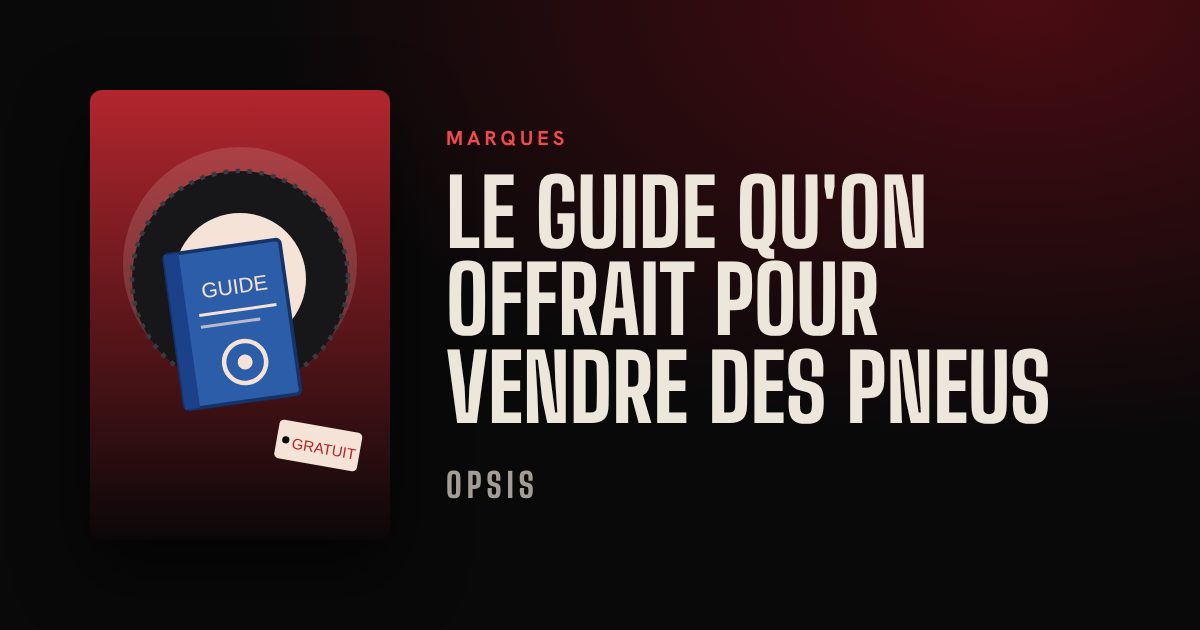 GUIDE
GRATUIT
MARQUES
LE GUIDE QU'ON
OFFRAIT POUR
VENDRE DES PNEUS
OPSIS